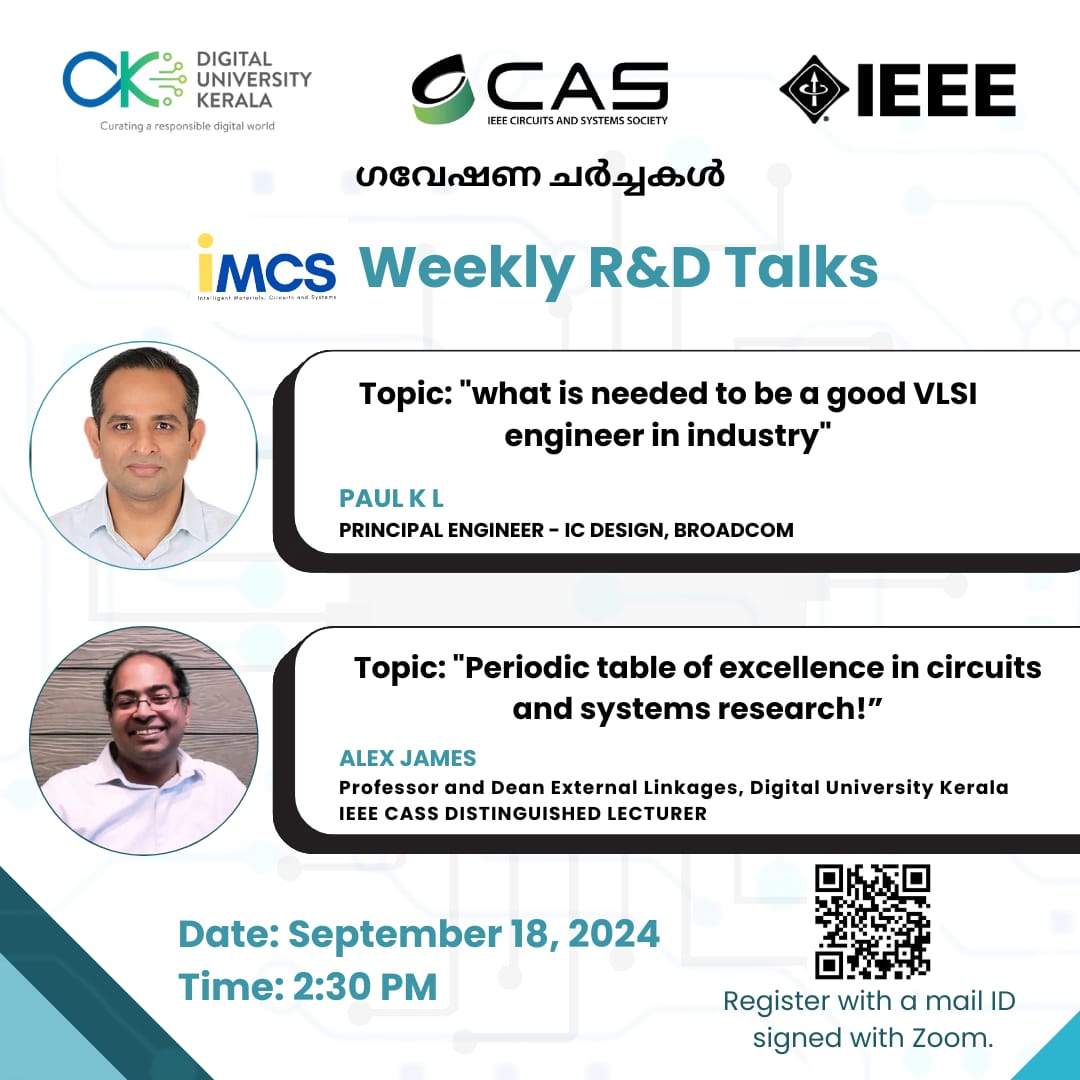 DIGITAL
UNIVERSITY
KERALA
Curating a responsible digital world
CAS
IEEE CIRCUITS AND SYSTEMS SOCIETY
IEEE
ഗവേഷണ ചർച്ചകൾ
iMCS
Intelligent Materials, Circuits and Systems
Weekly R&D Talks
Topic: "what is needed to be a good VLSI
engineer in industry"
PAUL K L
PRINCIPAL ENGINEER - IC DESIGN, BROADCOM
Topic: "Periodic table of excellence in circuits
and systems research!”
ALEX JAMES
Professor and Dean External Linkages, Digital University Kerala
IEEE CASS DISTINGUISHED LECTURER
Date: September 18, 2024
Time: 2:30 PM
Register with a mail ID
signed with Zoom.